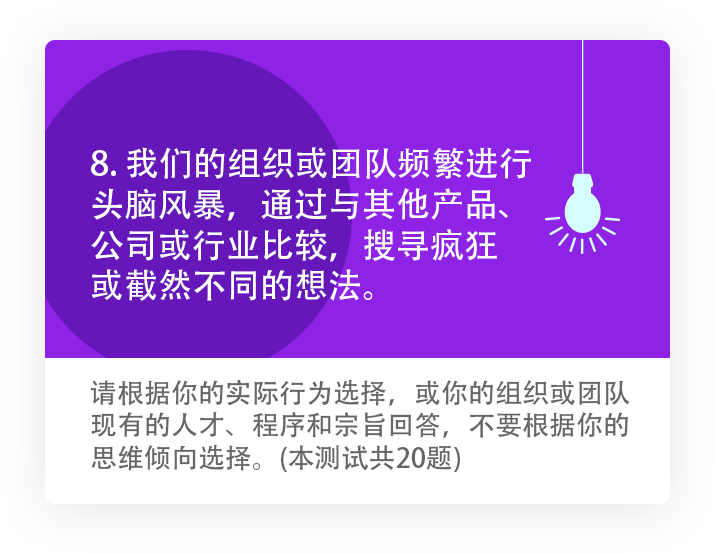 8. 我们的组织或团队频繁进行
头脑风暴，通过与其他产品、
公司或行业比较，搜寻疯狂
或截然不同的想法。
请根据你的实际行为选择，或你的组织或团队
现有的人才、程序和宗旨回答，不要根据你的
思维倾向选择。(本测试共20题)